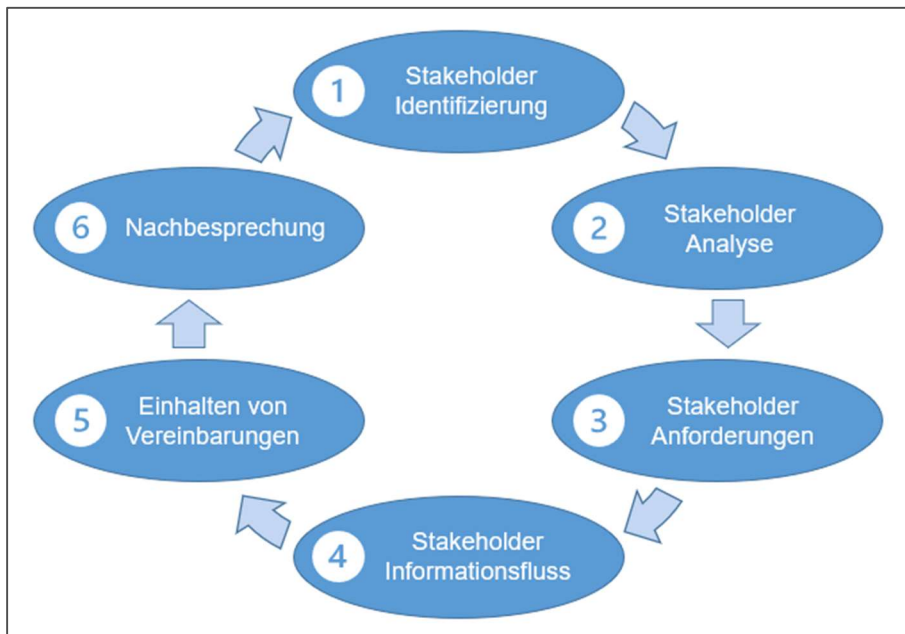 1
Stakeholder
Identifizierung
2
Stakeholder
Analyse
3
Stakeholder
Anforderungen
4
Stakeholder
Informationsfluss
5
Einhalten von
Vereinbarungen
6
Nachbesprechung